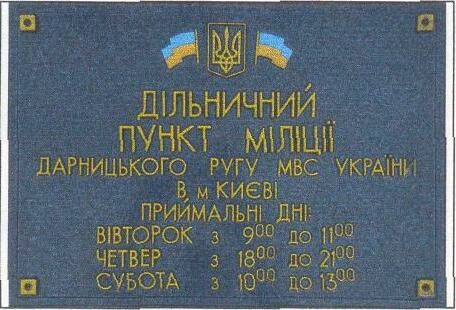 ДІЛЬНИЧНИЙ
ПУНКТ МІЛІЦІЇ
ДАРНИЦЬКОГО РУГУ МВС УКРАЇНИ
В м КИЄВІ
ПРИЙМАЛЬНІ ДНІ:
ВІВТОРОК з 9⁰⁰ до 11⁰⁰
ЧЕТВЕР з 18⁰⁰ до 21⁰⁰
СУБОТА з 10⁰⁰ до 13⁰⁰